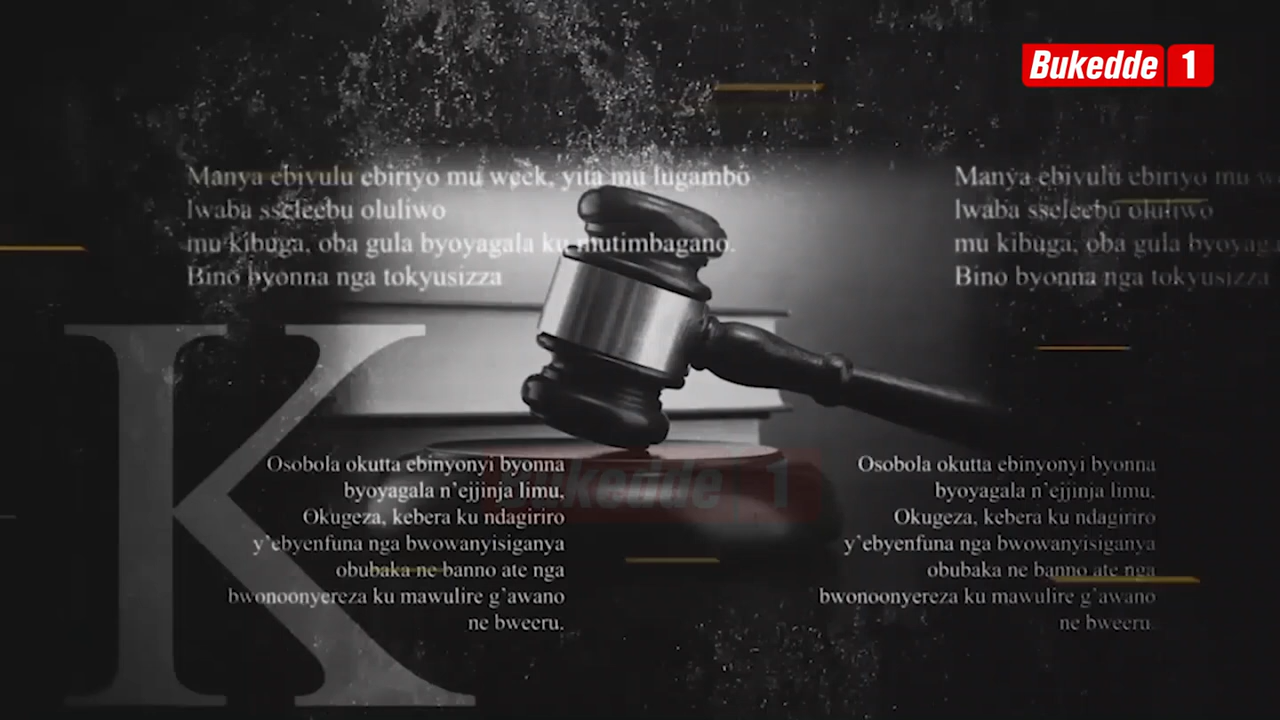 Bukedde 1
Manya ebivulu ebiriyo mu week, yita mu lugambo
lwaba sseleebu oluliwo
mu kibuga, oba gula byoyagala ku mutimbagano.
Bino byonna nga tokyusizza
Manya ebivulu ebiriyo mu
lwaba sseleebu oluliwo
mu kibuga, oba gula
Bino byonna nga tokyusizza
K
Osobola okutta ebinyonyi byonna
byoyagala n'ejjinja limu,
Okugeza, kebera ku ndagiriro
y'ebyenfuna nga bwowanyisiganya
obubaka ne banno ate nga
bwonoonyereza ku mawulire g'awano
ne bweeru.
Bukedde 1
Osobola okutta ebinyonyi byonna
byoyagala n'ejjinja limu,
Okugeza, kebera ku ndagiriro
y'ebyenfuna nga bwowanyisiganya
obubaka ne banno ate nga
bwonoonyereza ku mawulire g'awano
ne bweeru.